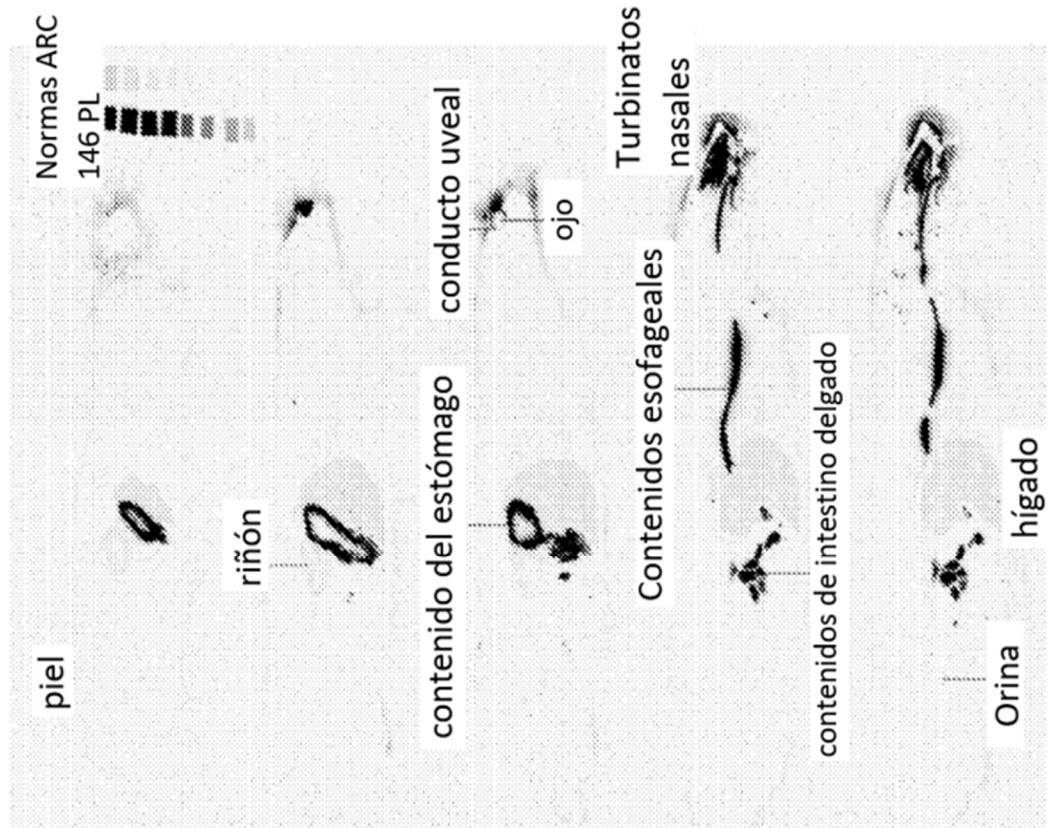 Normas ARC
146 PL
piel
riñón
conducto uveal
ojo
contenido del estómago
Turbinatos
nasales
Contenidos esofageales
contenidos de intestino delgado
hígado
Orina